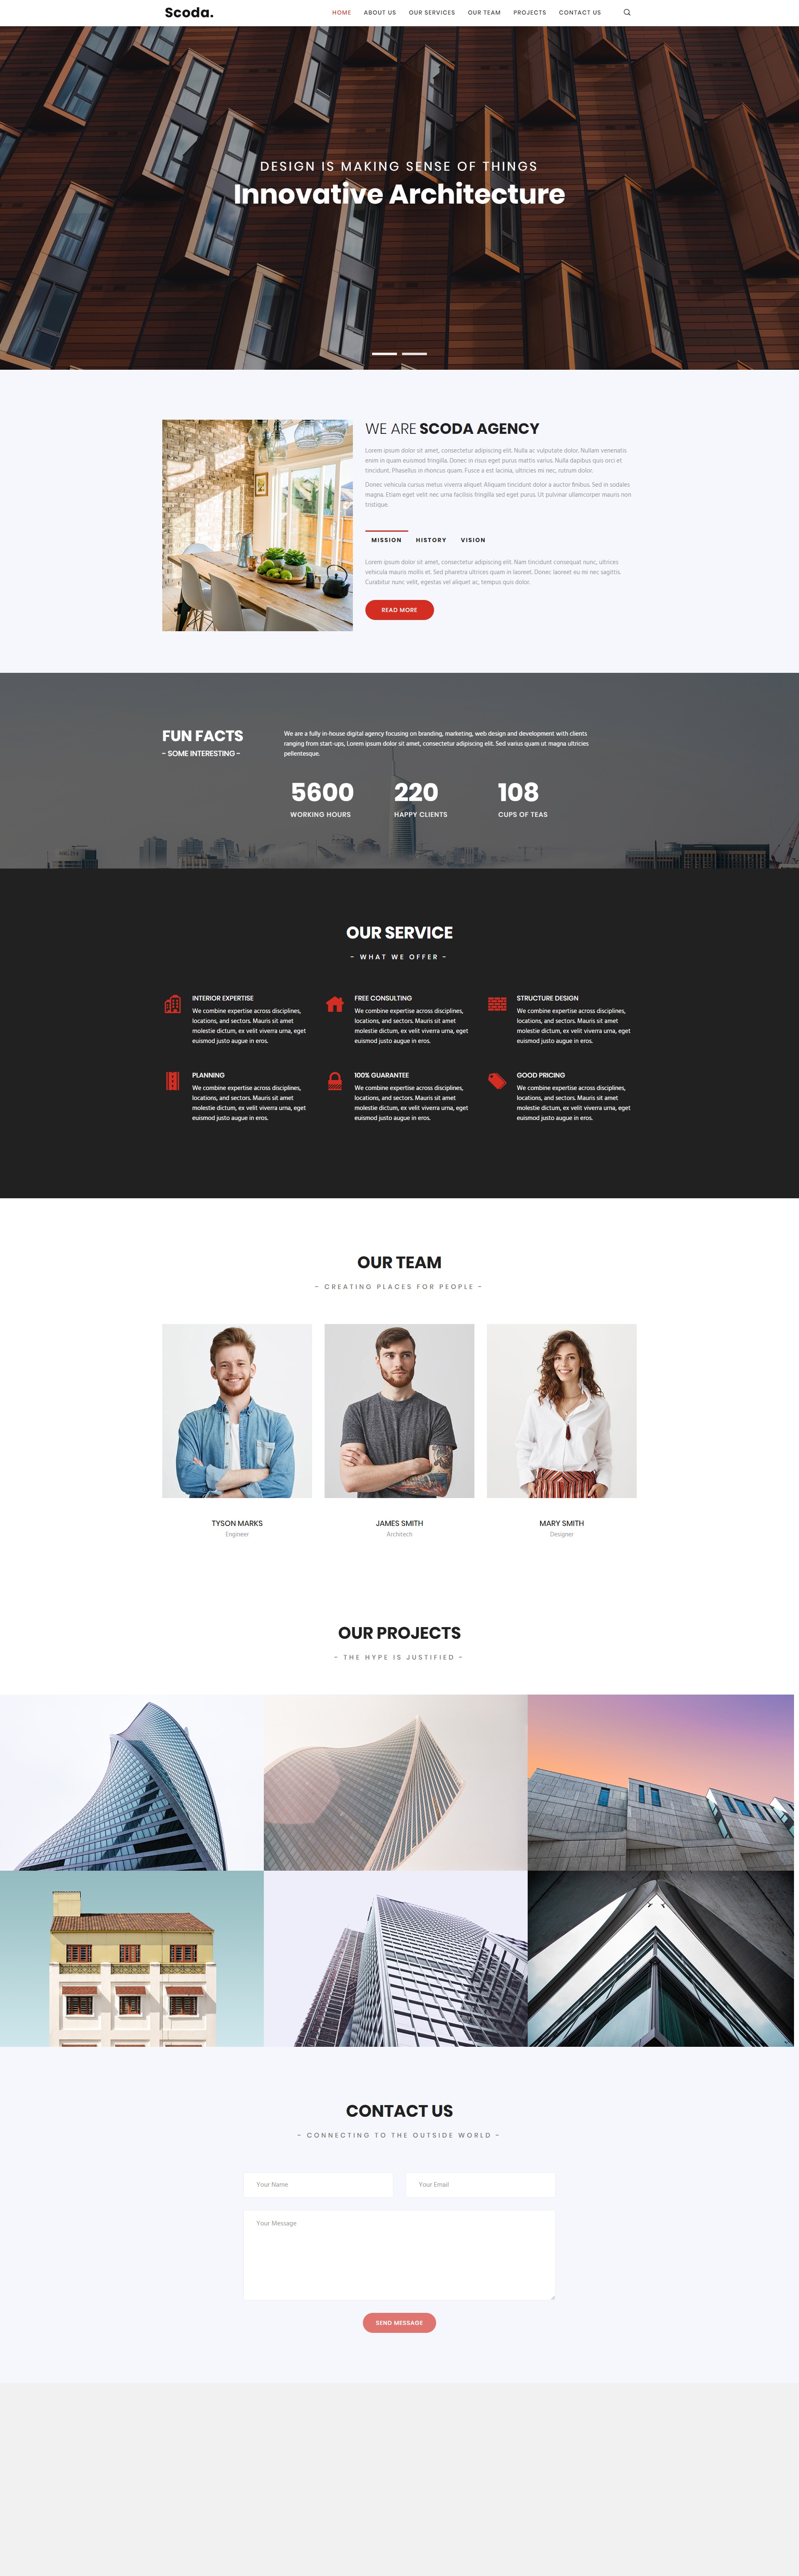 Scoda.
HOME ABOUT US OUR SERVICES OUR TEAM PROJECTS CONTACT US
DESIGN IS MAKING SENSE OF THINGS
Innovative Architecture
WE ARE SCODA AGENCY
Lorem ipsum dolor sit amet, consectetur adipiscing elit. Nulla ac vulputate dolor. Nullam venenatis
enim in quam euismod fringilla. Donec in risus eget purus mattis varius. Nulla dapibus quis orci et
tincidunt. Phasellus in rhoncus quam. Fusce a est lacinia, ultricies mi nec, rutrum dolor.
Donec vehicula cursus metus viverra aliquet Aliquam tincidunt dolor a auctor finibus. Sed in sodales
magna. Etiam eget velit nec urna facilisis fringilla sed eget purus. Ut pulvinar ullamcorper mauris non
tristique.
MISSION HISTORY VISION
Lorem ipsum dolor sit amet, consectetur adipiscing elit. Nam tincidunt consequat nunc, ultrices
vehicula mauris mollis et. Sed pharetra ultrices quam in laoreet. Donec laoreet eu mi nec sagittis.
Curabitur nunc velit, egestas vel aliquet ac, tempus quis dolor.
READ MORE
FUN FACTS
- SOME INTERESTING -
We are a fully in-house digital agency focusing on branding, marketing, web design and development with clients
ranging from start-ups, Lorem ipsum dolor sit amet, consectetur adipiscing elit. Sed varius quam ut magna ultricies
pellentesque.
5600 220 108
WORKING HOURS HAPPY CLIENTS CUPS OF TEAS
OUR SERVICE
- WHAT WE OFFER -
INTERIOR EXPERTISE
We combine expertise across disciplines,
locations, and sectors. Mauris sit amet
molestie dictum, ex velit viverra urna, eget
euismod justo augue in eros.
FREE CONSULTING
We combine expertise across disciplines,
locations, and sectors. Mauris sit amet
molestie dictum, ex velit viverra urna, eget
euismod justo augue in eros.
STRUCTURE DESIGN
We combine expertise across disciplines,
locations, and sectors. Mauris sit amet
molestie dictum, ex velit viverra urna, eget
euismod justo augue in eros.
PLANNING
We combine expertise across disciplines,
locations, and sectors. Mauris sit amet
molestie dictum, ex velit viverra urna, eget
euismod justo augue in eros.
100% GUARANTEE
We combine expertise across disciplines,
locations, and sectors. Mauris sit amet
molestie dictum, ex velit viverra urna, eget
euismod justo augue in eros.
GOOD PRICING
We combine expertise across disciplines,
locations, and sectors. Mauris sit amet
molestie dictum, ex velit viverra urna, eget
euismod justo augue in eros.
OUR TEAM
- CREATING PLACES FOR PEOPLE -
TYSON MARKS
Engineer
JAMES SMITH
Architech
MARY SMITH
Designer
OUR PROJECTS
- THE HYPE IS JUSTIFIED -
CONTACT US
- CONNECTING TO THE OUTSIDE WORLD -
Your Name
Your Email
Your Message
SEND MESSAGE